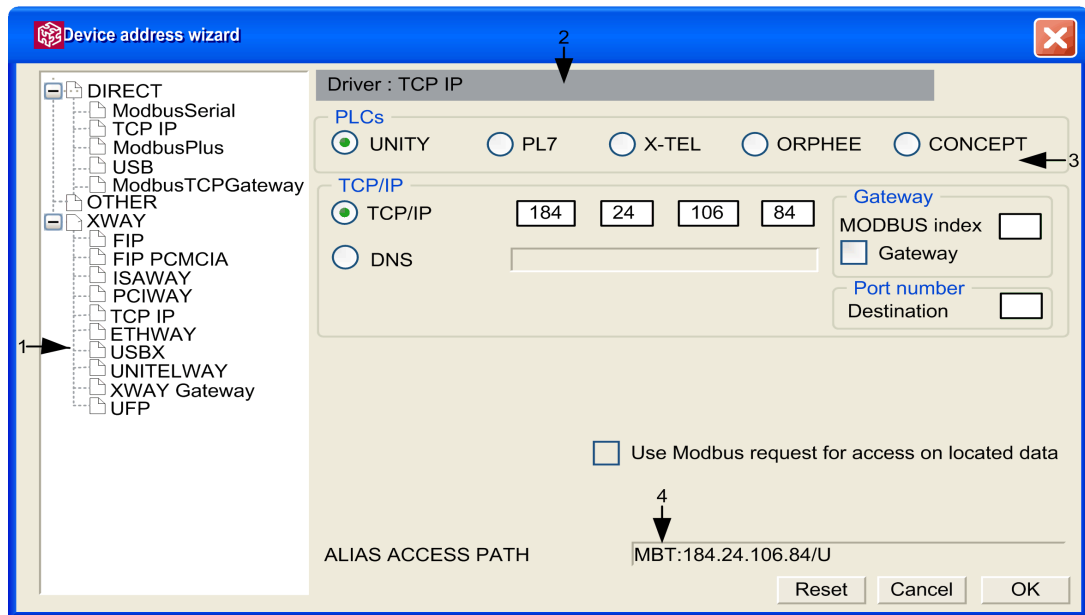 Device address wizard
2
Driver : TCP IP
DIRECT
ModbusSerial
TCP IP
ModbusPlus
USB
ModbusTCPGateway
OTHER
XWAY
FIP
FIP PCMCIA
ISAWAY
PCIWAY
TCP IP
ETHWAY
1
USBX
UNITELWAY
XWAY Gateway
UFP
PLCs
UNITY PL7 X-TEL ORPHEE CONCEPT
3
TCP/IP
TCP/IP 184 24 106 84
DNS
Gateway
MODBUS index
Gateway
Port number
Destination
Use Modbus request for access on located data
4
ALIAS ACCESS PATH MBT:184.24.106.84/U
Reset Cancel OK